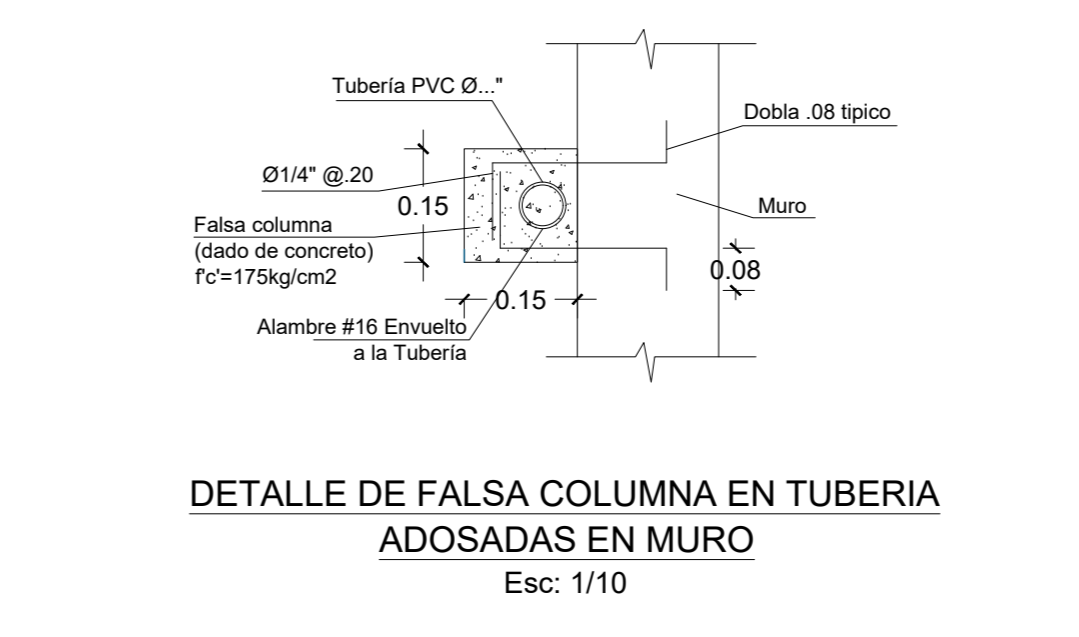 Tubería PVC Ø..."
Dobla .08 tipico
Ø1/4" @.20
0.15
Muro
Falsa columna
(dado de concreto)
f'c'=175kg/cm2
0.08
0.15
Alambre #16 Envuelto
a la Tubería
DETALLE DE FALSA COLUMNA EN TUBERIA
ADOSADAS EN MURO
Esc: 1/10